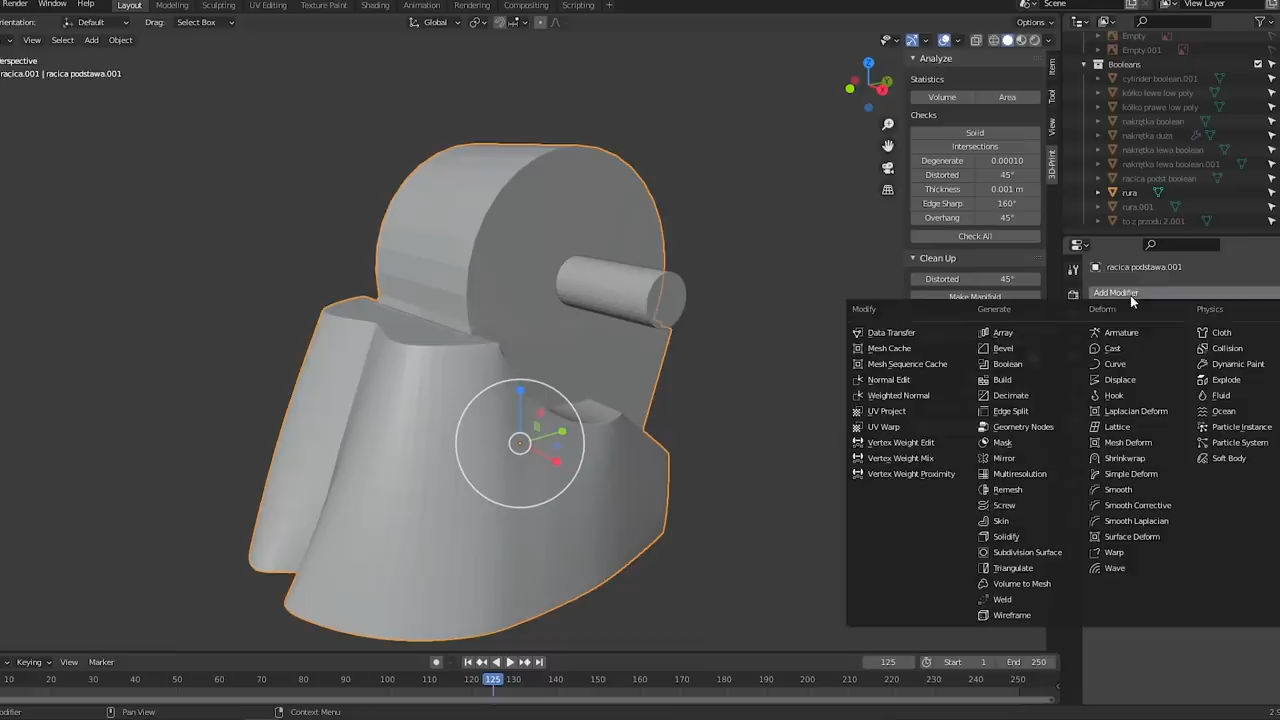 Render Window Help Layout Modeling Sculpting UV Editing Texture Paint Shading Animation Rendering Compositing Scripting + Scene View Layer
Default Drag: Select Box Global Options
View Select Add Object
racica.001 | racica podstawa.001
Analyze
Statistics
Volume Area
Checks
Solid
Intersections
Degenerate 0.00010
Distorted 45°
Thickness 0.001 m
Edge Sharp 160°
Overhang 45°
Check All
Clean Up
Distorted 45°
Make Manifold
Item
Tool
View
3D-Print
Empty
Empty.001
Booleans
cylinder boolean.001
kółko lewe low poly
kółko prawe low poly
nakrętka boolean
nakrętka duża
nakrętka lewa boolean
nakrętka lewa boolean.001
racica podst boolean
rura
rura.001
to z przodu 2.001
racica podstawa.001
Add Modifier
Modify Generate Deform Physics
Data Transfer Array Armature Cloth
Mesh Cache Bevel Cast Collision
Mesh Sequence Cache Boolean Curve Dynamic Paint
Normal Edit Build Displace Explode
Weighted Normal Decimate Hook Fluid
UV Project Edge Split Laplacian Deform Ocean
UV Warp Geometry Nodes Lattice Particle Instance
Vertex Weight Edit Mask Mesh Deform Particle System
Vertex Weight Mix Mirror Shrinkwrap Soft Body
Vertex Weight Proximity Multiresolution Simple Deform
Remesh Smooth
Screw Smooth Corrective
Skin Smooth Laplacian
Solidify Surface Deform
Subdivision Surface Warp
Triangulate Wave
Volume to Mesh
Weld
Wireframe
Keying View Marker 125 Start 1 End 250
10 20 30 40 50 60 70 80 90 100 110 120 125 130 140 150 160 170 180 190 200 210 220 230 240 250
Pan View Context Menu